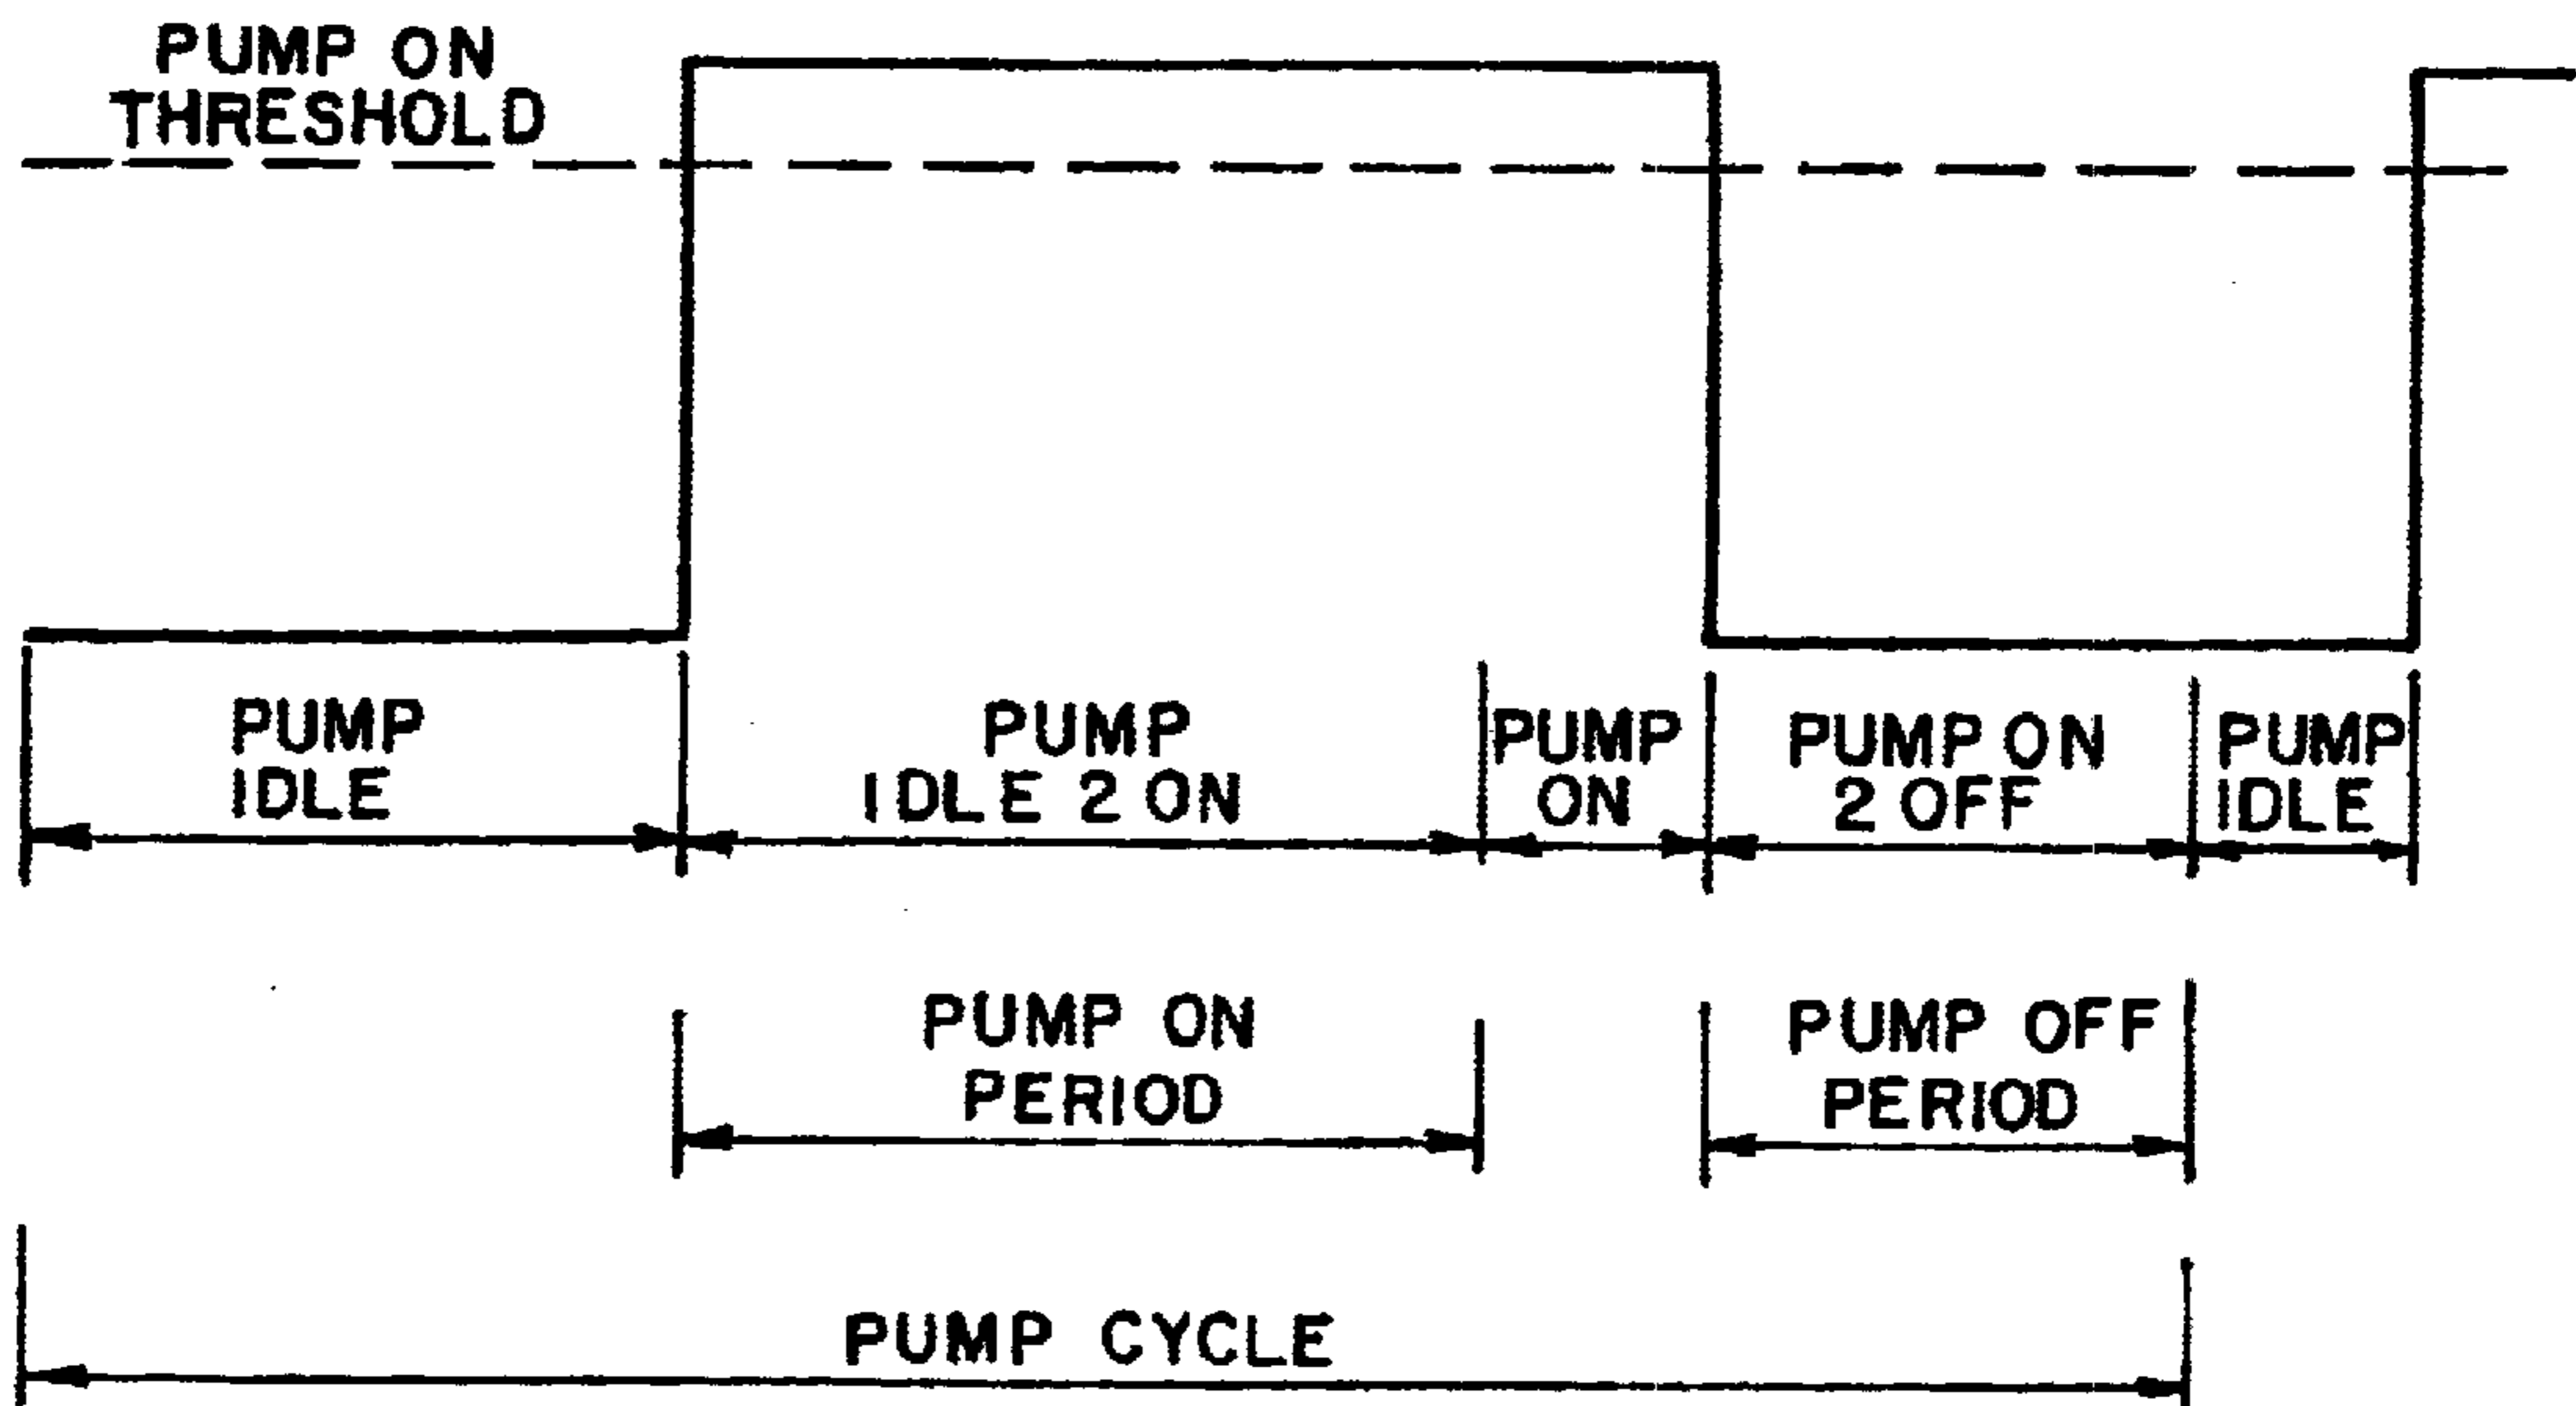 PUMP ON
THRESHOLD
PUMP
IDLE
PUMP
IDLE 2 ON
PUMP
ON
PUMP ON
2 OFF
PUMP
IDLE
PUMP ON
PERIOD
PUMP OFF
PERIOD
PUMP CYCLE